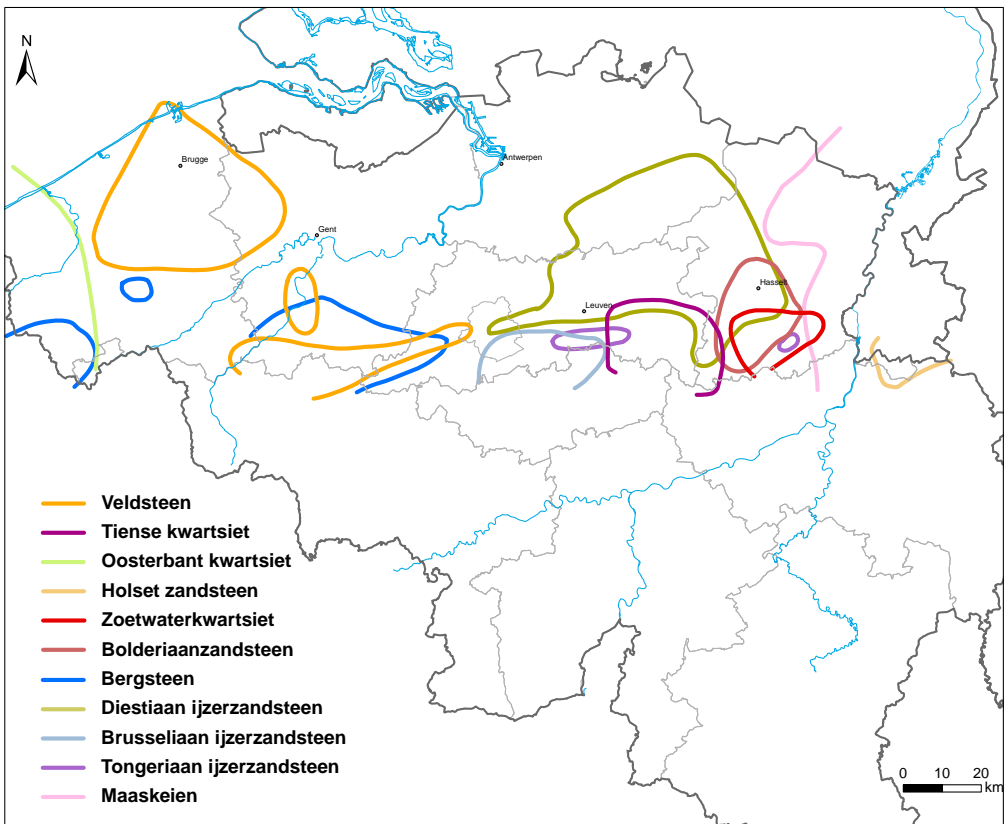 N
Brugge
Antwerpen
Gent
Leuven
Hasselt
Veldsteen
Tiense kwartsiet
Oosterbant kwartsiet
Holset zandsteen
Zoetwaterkwartsiet
Bolderiaanzandsteen
Bergsteen
Diestiaan ijzerzandsteen
Brusseliaan ijzerzandsteen
Tongeriaan ijzerzandsteen
Maaskeien
0 10 20
km